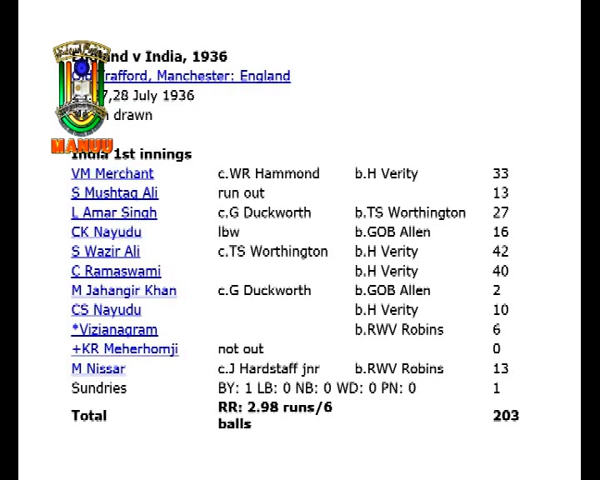 land v India, 1936
Trafford, Manchester: England
7,28 July 1936
drawn
MANUU
India 1st innings
VM Merchant c.WR Hammond b.H Verity 33
S Mushtaq Ali run out 13
L Amar Singh c.G Duckworth b.TS Worthington 27
CK Nayudu lbw b.GOB Allen 16
S Wazir Ali c.TS Worthington b.H Verity 42
C Ramaswami b.H Verity 40
M Jahangir Khan c.G Duckworth b.GOB Allen 2
CS Nayudu b.H Verity 10
*Vizianagram b.RWV Robins 6
+KR Meherhomji not out 0
M Nissar c.J Hardstaff jnr b.RWV Robins 13
Sundries BY: 1 LB: 0 NB: 0 WD: 0 PN: 0 1
Total RR: 2.98 runs/6 balls 203